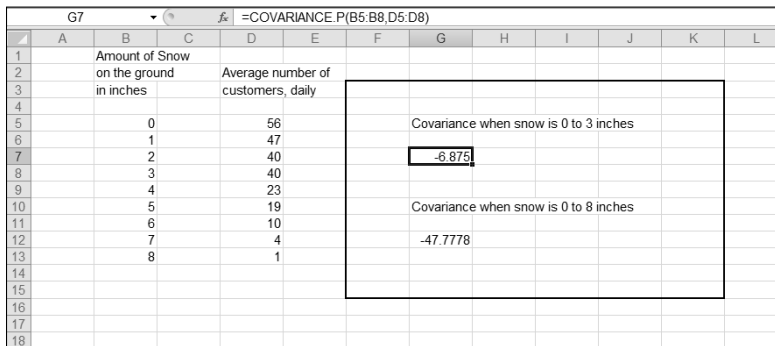 G7 fx =COVARIANCE.P(B5:B8,D5:D8)
A B C D E F G H I J K L
1 Amount of Snow
2 on the ground Average number of
3 in inches customers, daily
4
5 0 56 Covariance when snow is 0 to 3 inches
6 1 47
7 2 40 -6.875
8 3 40
9 4 23
10 5 19 Covariance when snow is 0 to 8 inches
11 6 10
12 7 4 -47.7778
13 8 1
14
15
16
17
18